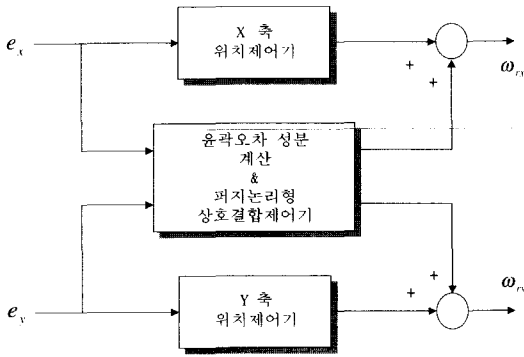 X 축
위치제어기
e_x
+
+
ω_rx
윤곽오차 성분
계산
&
퍼지논리형
상호결합제어기
Y 축
위치제어기
e_y
+
+
ω_ry